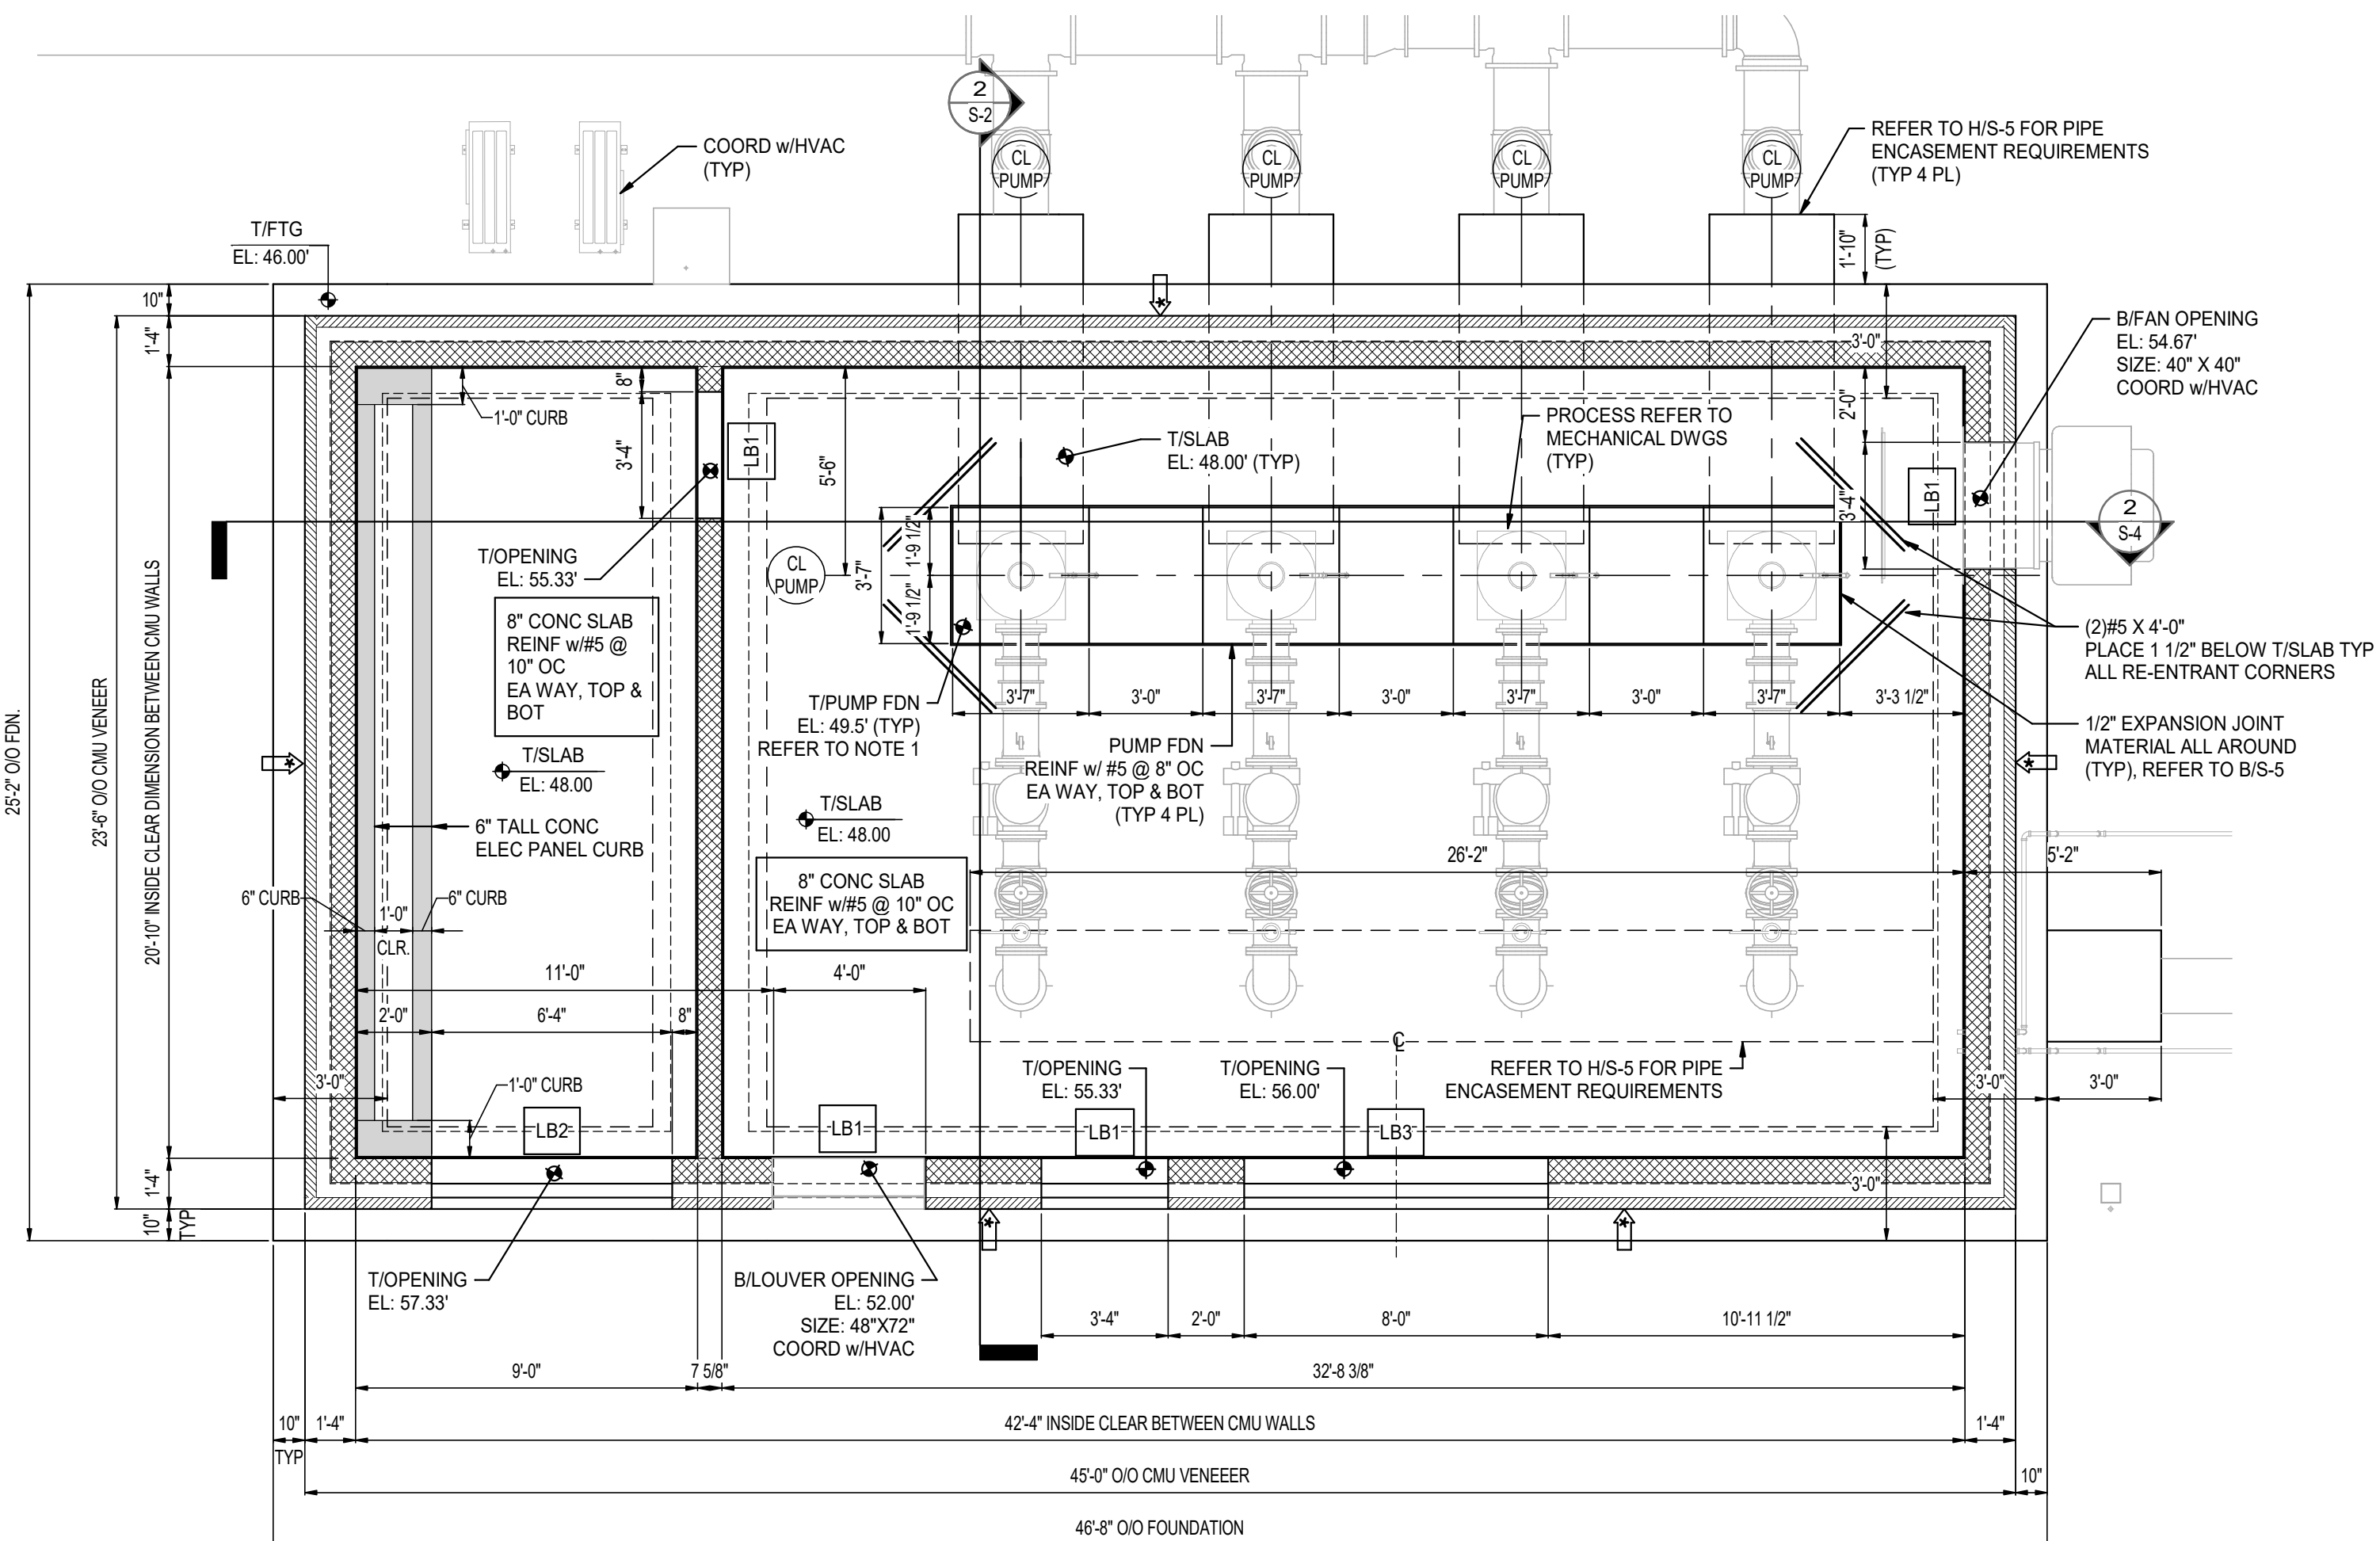 2
S-2
CL
PUMP
CL
PUMP
CL
PUMP
CL
PUMP
COORD w/HVAC
(TYP)
REFER TO H/S-5 FOR PIPE
ENCASEMENT REQUIREMENTS
(TYP 4 PL)
T/FTG
EL: 46.00'
1'-10"
(TYP)
10"
1'-4"
3'-0"
B/FAN OPENING
EL: 54.67'
SIZE: 40" X 40"
COORD w/HVAC
8"
1'-0" CURB
3'-4"
LB1
5'-6"
T/SLAB
EL: 48.00' (TYP)
PROCESS REFER TO
MECHANICAL DWGS
(TYP)
2'-0"
3'-4"
LB1
2
S-4
T/OPENING
EL: 55.33'
CL
PUMP
3'-7"
1'-9 1/2"
1'-9 1/2"
8" CONC SLAB
REINF w/#5 @
10" OC
EA WAY, TOP &
BOT
(2)#5 X 4'-0"
PLACE 1 1/2" BELOW T/SLAB TYP
ALL RE-ENTRANT CORNERS
25'-2" O/O FDN.
23'-6" O/O CMU VENEER
20'-10" INSIDE CLEAR DIMENSION BETWEEN CMU WALLS
T/PUMP FDN
EL: 49.5' (TYP)
REFER TO NOTE 1
3'-7"
3'-0"
3'-7"
3'-0"
3'-7"
3'-0"
3'-7"
3'-3 1/2"
1/2" EXPANSION JOINT
MATERIAL ALL AROUND
(TYP), REFER TO B/S-5
PUMP FDN
REINF w/ #5 @ 8" OC
EA WAY, TOP & BOT
(TYP 4 PL)
*
*
*
*
*
T/SLAB
EL: 48.00
T/SLAB
EL: 48.00
6" TALL CONC
ELEC PANEL CURB
8" CONC SLAB
REINF w/#5 @ 10" OC
EA WAY, TOP & BOT
26'-2"
5'-2"
6" CURB
1'-0"
CLR.
6" CURB
11'-0"
4'-0"
2'-0"
6'-4"
8"
3'-0"
1'-0" CURB
LB2
LB1
T/OPENING
EL: 55.33'
LB1
T/OPENING
EL: 56.00'
CL
LB3
REFER TO H/S-5 FOR PIPE
ENCASEMENT REQUIREMENTS
3'-0"
3'-0"
3'-0"
1'-4"
10"
TYP
T/OPENING
EL: 57.33'
B/LOUVER OPENING
EL: 52.00'
SIZE: 48"X72"
COORD w/HVAC
3'-4"
2'-0"
8'-0"
10'-11 1/2"
9'-0"
7 5/8"
32'-8 3/8"
10"
TYP
1'-4"
42'-4" INSIDE CLEAR BETWEEN CMU WALLS
1'-4"
45'-0" O/O CMU VENEEER
10"
46'-8" O/O FOUNDATION